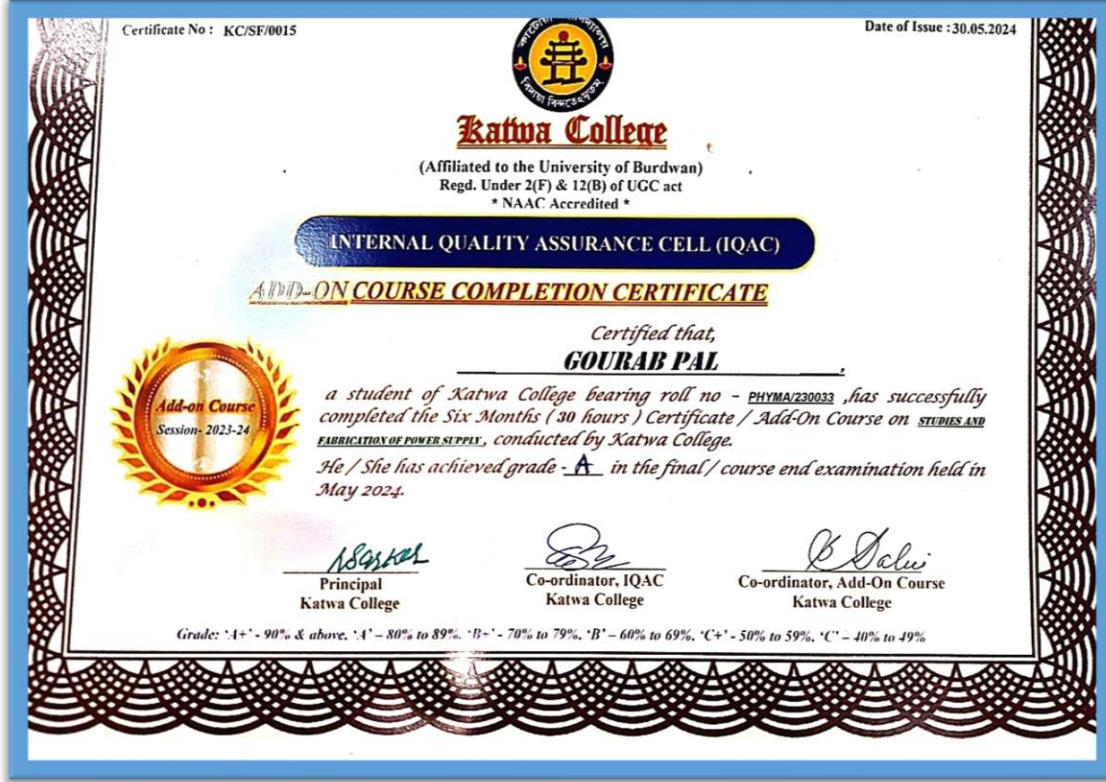 Certificate No : KC/SF/0015
Date of Issue :30.05.2024
Katwa College
(Affiliated to the University of Burdwan)
Regd. Under 2(F) & 12(B) of UGC act
* NAAC Accredited *
INTERNAL QUALITY ASSURANCE CELL (IQAC)
ADD-ON COURSE COMPLETION CERTIFICATE
Certified that,
GOURAB PAL ,
a student of Katwa College bearing roll no - PHYMA/230033 ,has successfully
completed the Six Months ( 30 hours ) Certificate / Add-On Course on STUDIES AND
FABRICATION OF POWER SUPPLY , conducted by Katwa College.
He / She has achieved grade - A in the final / course end examination held in
May 2024.
Add-on Course
Session- 2023-24
Principal
Katwa College
Co-ordinator, IQAC
Katwa College
Co-ordinator, Add-On Course
Katwa College
Grade: 'A+' - 90% & above, 'A' – 80% to 89%, 'B+' - 70% to 79%, 'B' – 60% to 69%, 'C+' - 50% to 59%, 'C' – 40% to 49%